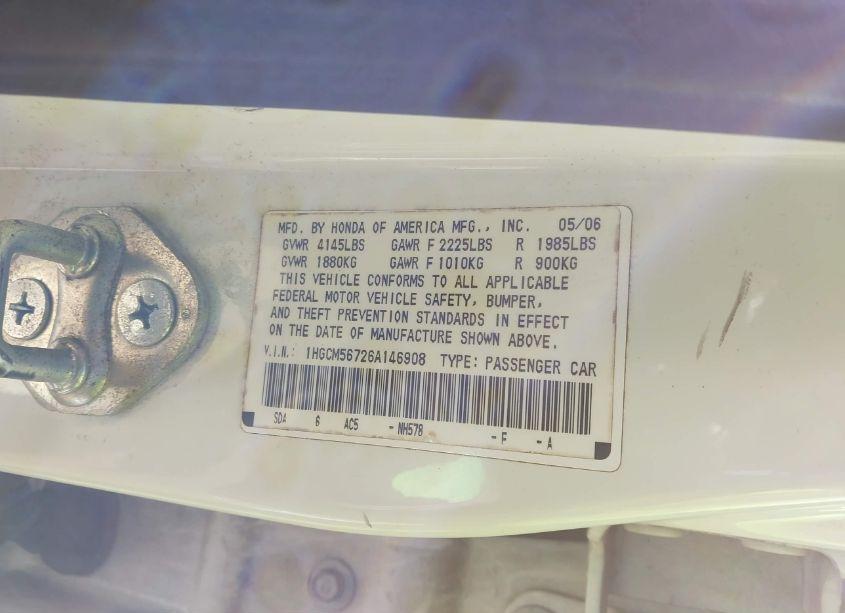 MFD. BY HONDA OF AMERICA MFG., INC. 05/06
GVWR 4145LBS GAWR F 2225LBS R 1985LBS
GVWR 1880KG GAWR F 1010KG R 900KG
THIS VEHICLE CONFORMS TO ALL APPLICABLE
FEDERAL MOTOR VEHICLE SAFETY, BUMPER,
AND THEFT PREVENTION STANDARDS IN EFFECT
ON THE DATE OF MANUFACTURE SHOWN ABOVE.
V.I.N.: 1HGCM56726A146908 TYPE: PASSENGER CAR
SDA 6 AC5 -NH578 -F -A